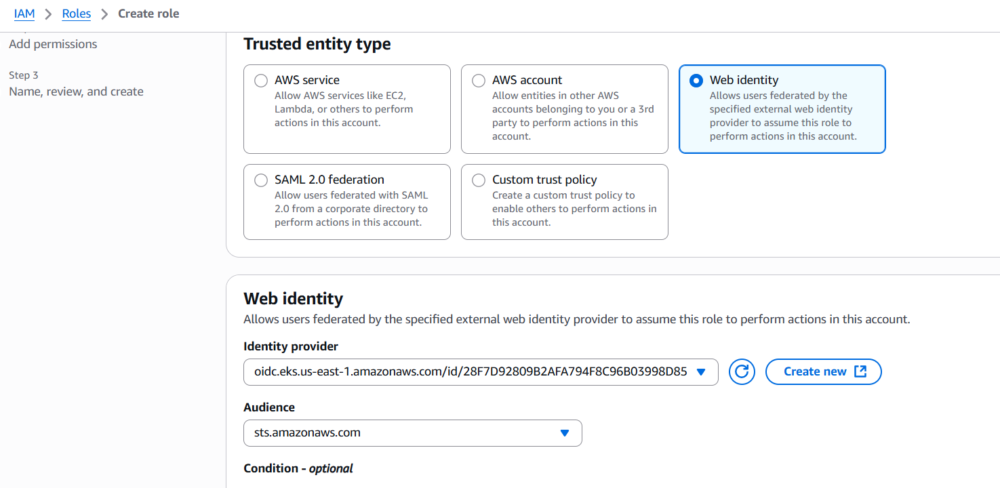 IAM > Roles > Create role
Add permissions
Step 3
Name, review, and create
Trusted entity type
AWS service
Allow AWS services like EC2,
Lambda, or others to perform
actions in this account.
AWS account
Allow entities in other AWS
accounts belonging to you or a 3rd
party to perform actions in this
account.
Web identity
Allows users federated by the
specified external web identity
provider to assume this role to
perform actions in this account.
SAML 2.0 federation
Allow users federated with SAML
2.0 from a corporate directory to
perform actions in this account.
Custom trust policy
Create a custom trust policy to
enable others to perform actions in
this account.
Web identity
Allows users federated by the specified external web identity provider to assume this role to perform actions in this account.
Identity provider
oidc.eks.us-east-1.amazonaws.com/id/28F7D92809B2AFA794F8C96B03998D85
Create new
Audience
sts.amazonaws.com
Condition - optional